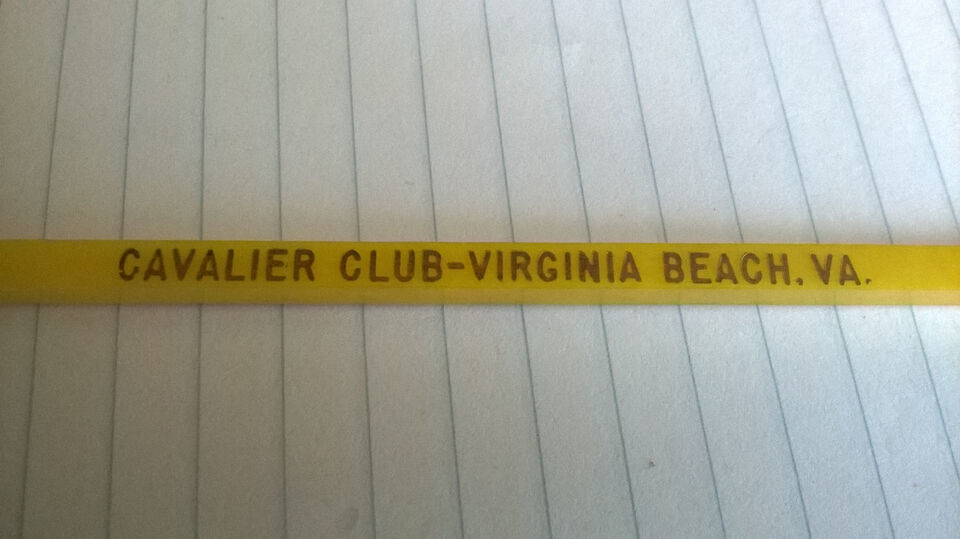 CAVALIER CLUB-VIRGINIA BEACH, VA.